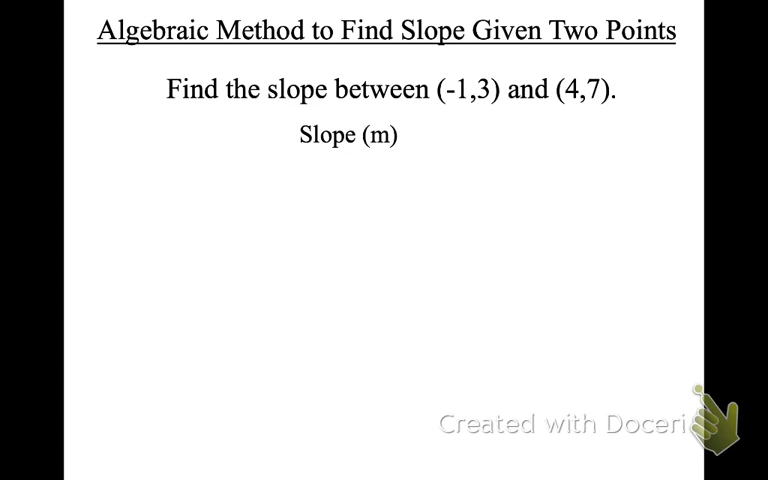 Algebraic Method to Find Slope Given Two Points
Find the slope between (-1,3) and (4,7).
Slope (m)
Created with Doceri